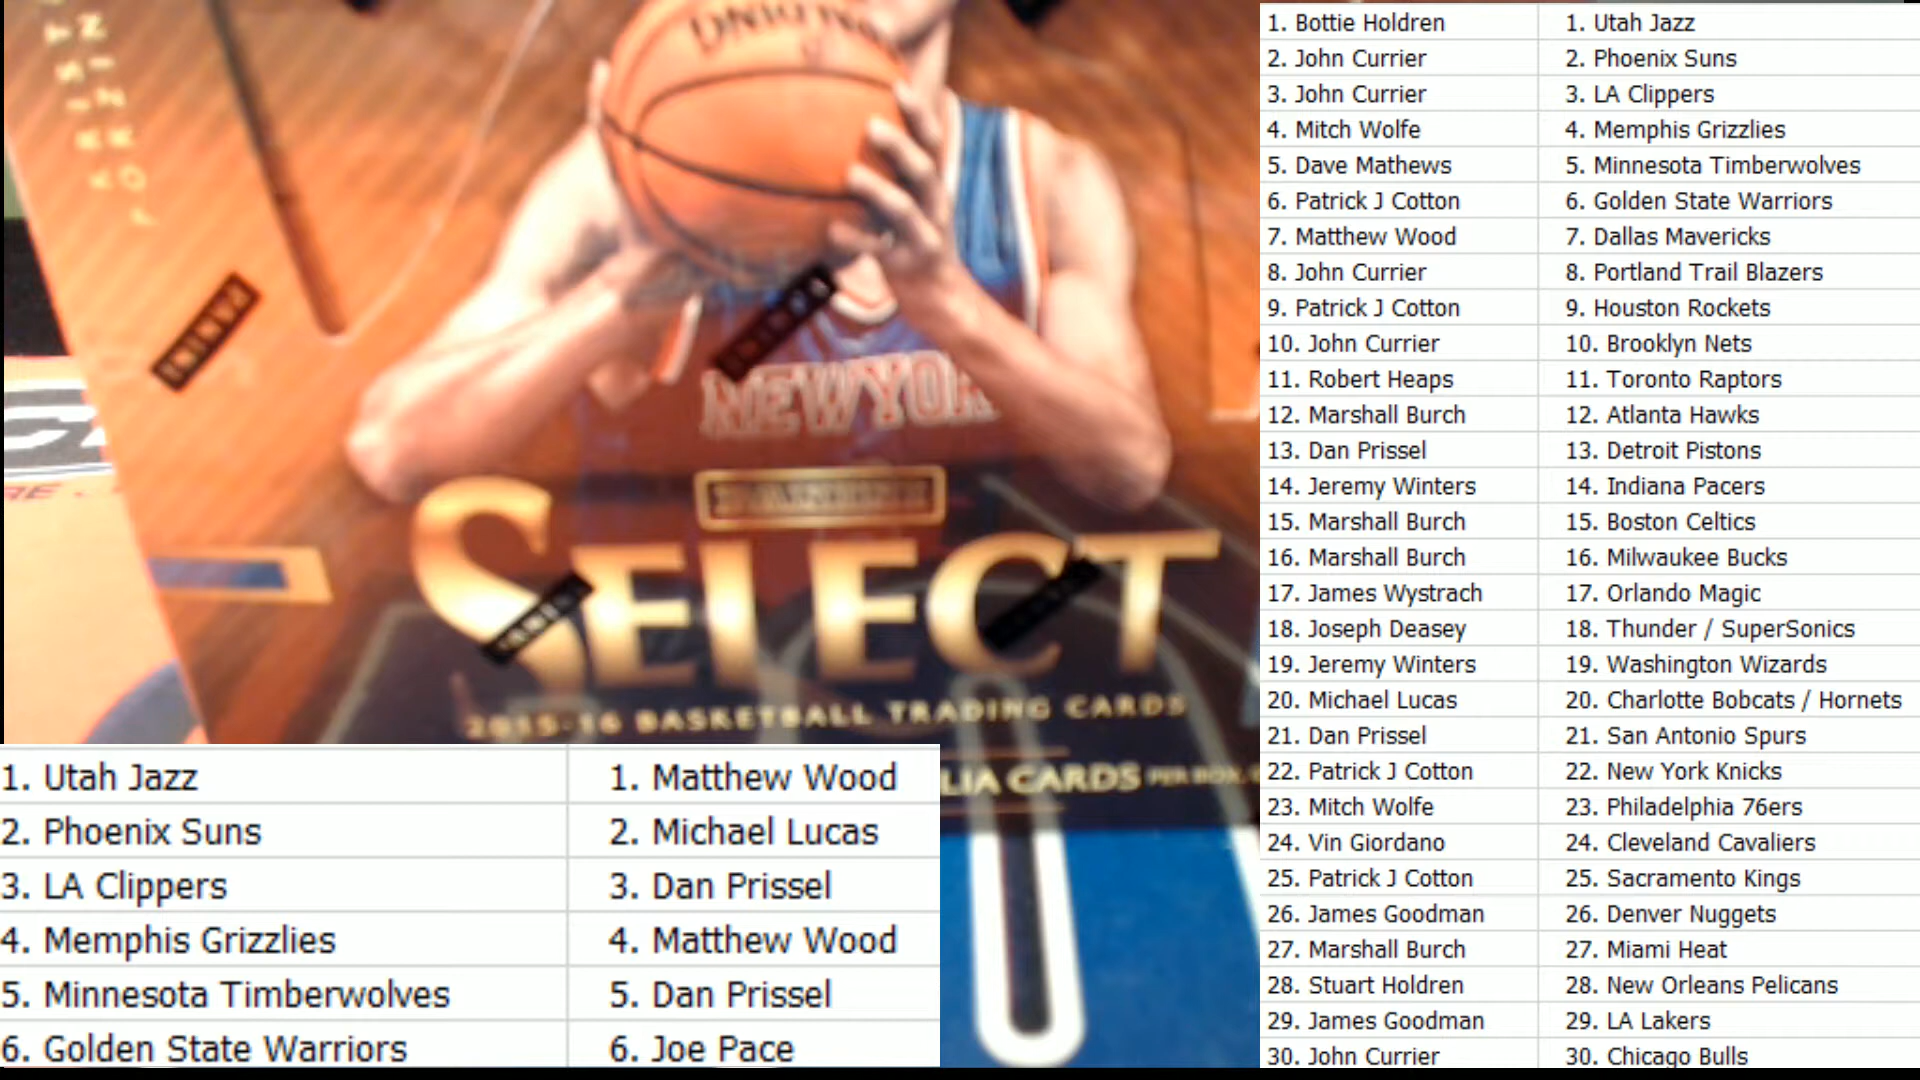 KRISTAPS
PORZINGIS
NEW YORK
SELECT
2015-16 BASKETBALL TRADING CARDS
CARDS PER BOX
1. Utah Jazz 1. Matthew Wood
2. Phoenix Suns 2. Michael Lucas
3. LA Clippers 3. Dan Prissel
4. Memphis Grizzlies 4. Matthew Wood
5. Minnesota Timberwolves 5. Dan Prissel
6. Golden State Warriors 6. Joe Pace
1. Bottie Holdren 1. Utah Jazz
2. John Currier 2. Phoenix Suns
3. John Currier 3. LA Clippers
4. Mitch Wolfe 4. Memphis Grizzlies
5. Dave Mathews 5. Minnesota Timberwolves
6. Patrick J Cotton 6. Golden State Warriors
7. Matthew Wood 7. Dallas Mavericks
8. John Currier 8. Portland Trail Blazers
9. Patrick J Cotton 9. Houston Rockets
10. John Currier 10. Brooklyn Nets
11. Robert Heaps 11. Toronto Raptors
12. Marshall Burch 12. Atlanta Hawks
13. Dan Prissel 13. Detroit Pistons
14. Jeremy Winters 14. Indiana Pacers
15. Marshall Burch 15. Boston Celtics
16. Marshall Burch 16. Milwaukee Bucks
17. James Wystrach 17. Orlando Magic
18. Joseph Deasey 18. Thunder / SuperSonics
19. Jeremy Winters 19. Washington Wizards
20. Michael Lucas 20. Charlotte Bobcats / Hornets
21. Dan Prissel 21. San Antonio Spurs
22. Patrick J Cotton 22. New York Knicks
23. Mitch Wolfe 23. Philadelphia 76ers
24. Vin Giordano 24. Cleveland Cavaliers
25. Patrick J Cotton 25. Sacramento Kings
26. James Goodman 26. Denver Nuggets
27. Marshall Burch 27. Miami Heat
28. Stuart Holdren 28. New Orleans Pelicans
29. James Goodman 29. LA Lakers
30. John Currier 30. Chicago Bulls